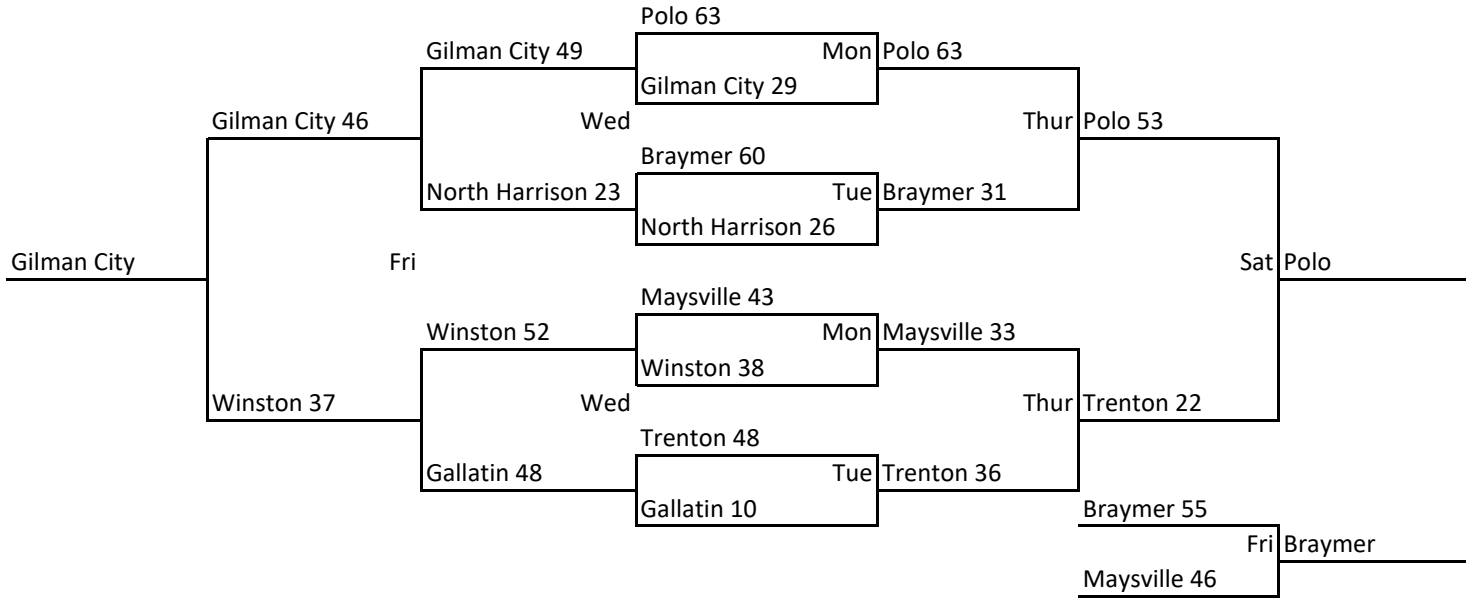 Polo 63
Gilman City 49
Mon
Polo 63
Gilman City 29
Gilman City 46
Wed
Thur
Polo 53
Braymer 60
North Harrison 23
Tue
Braymer 31
North Harrison 26
Gilman City
Fri
Sat
Polo
Maysville 43
Winston 52
Mon
Maysville 33
Winston 38
Winston 37
Wed
Thur
Trenton 22
Trenton 48
Gallatin 48
Tue
Trenton 36
Gallatin 10
Braymer 55
Fri
Braymer
Maysville 46